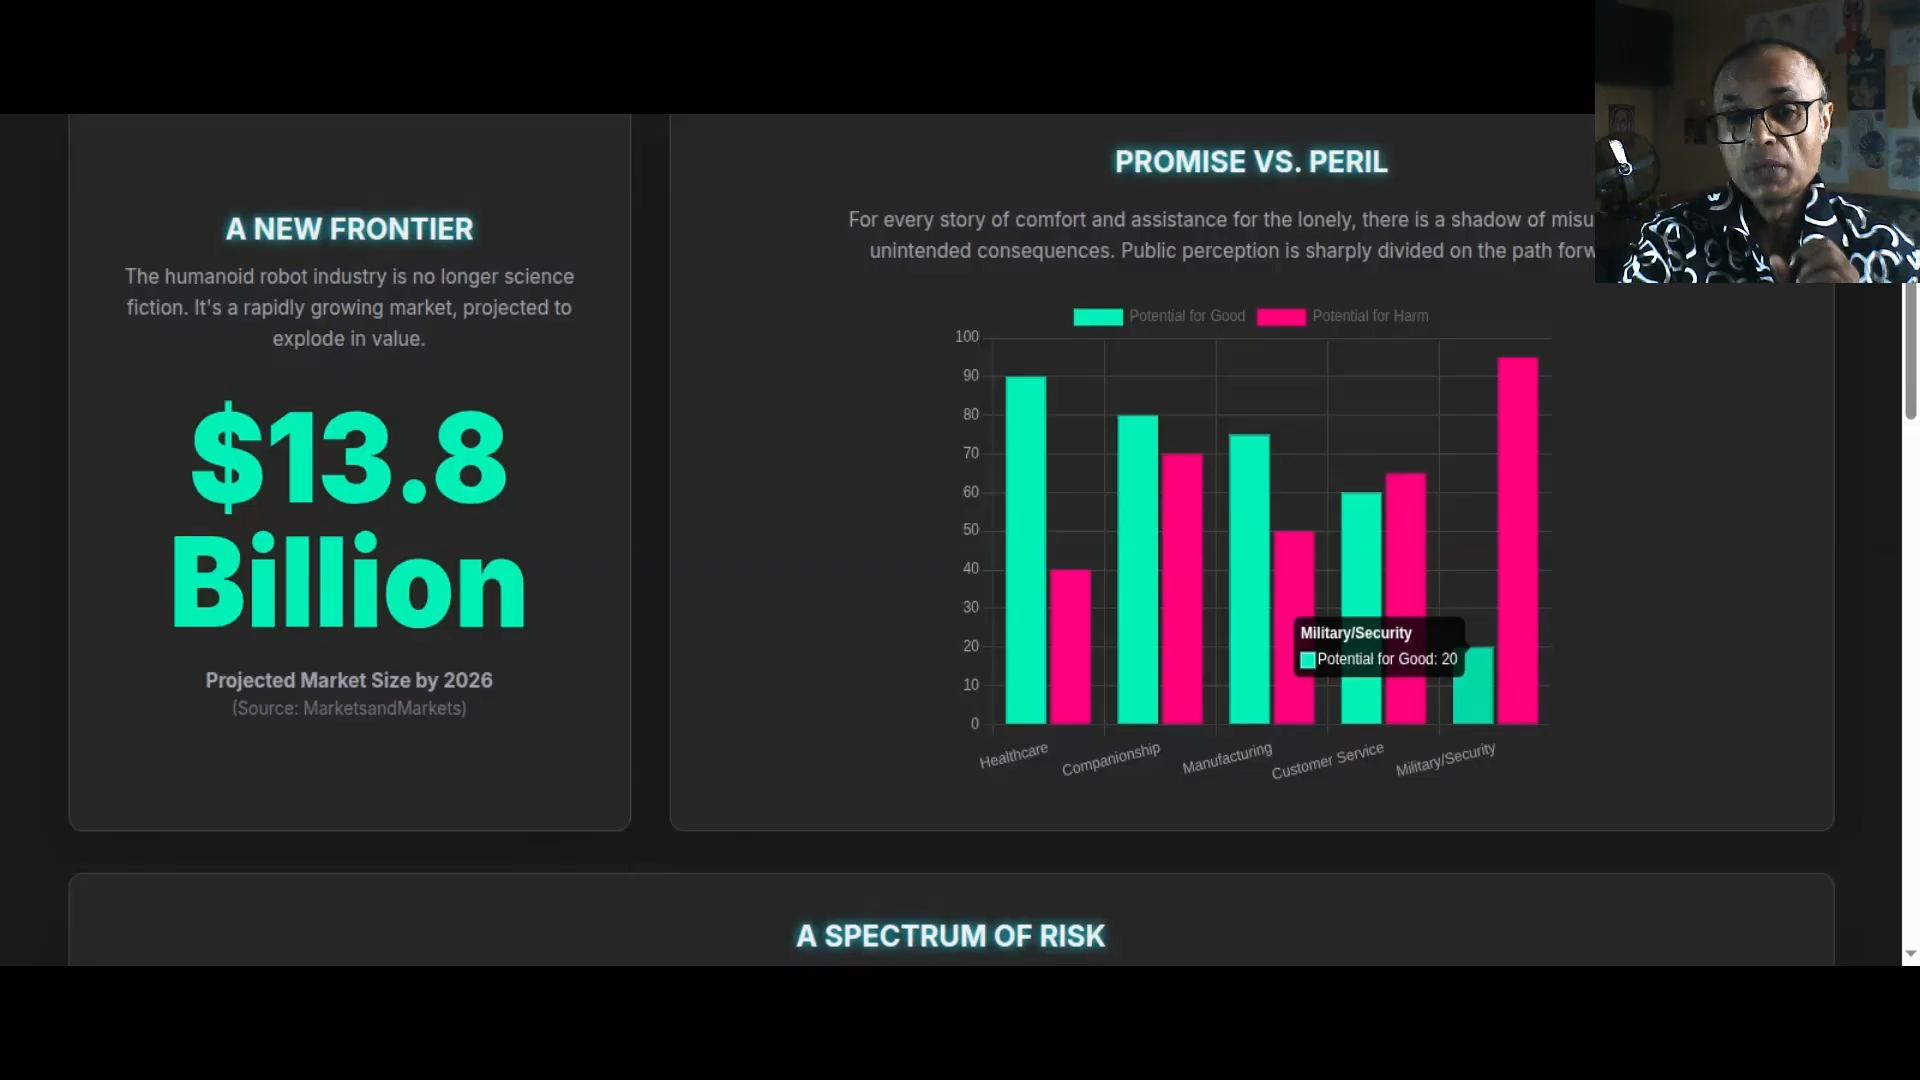 A NEW FRONTIER
The humanoid robot industry is no longer science
fiction. It's a rapidly growing market, projected to
explode in value.
$13.8
Billion
Projected Market Size by 2026
(Source: MarketsandMarkets)
PROMISE VS. PERIL
For every story of comfort and assistance for the lonely, there is a shadow of
unintended consequences. Public perception is sharply divided on the path
Potential for Good Potential for Harm
100
90
80
70
60
50
40
30
20
10
0
Military/Security
Potential for Good: 20
Healthcare
Companionship
Manufacturing
Customer Service
Military/Security
A SPECTRUM OF RISK